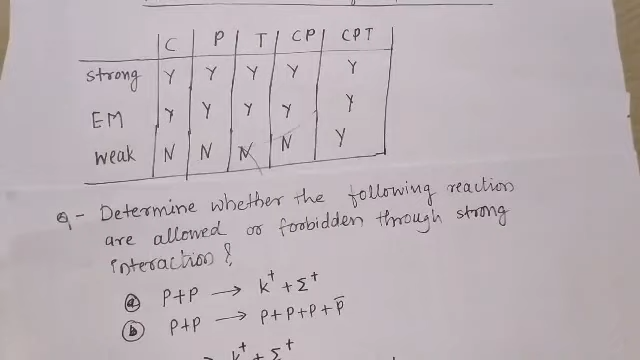 C P T CP CPT
strong Y Y Y Y Y
EM Y Y Y Y Y
weak N N N N Y
Q- Determine whether the following reaction
are allowed or forbidden through strong
interaction?
(a) P+P → K⁺ + Σ⁺
(b) P+P → P+P+P+p̄
K⁺ + Σ⁺